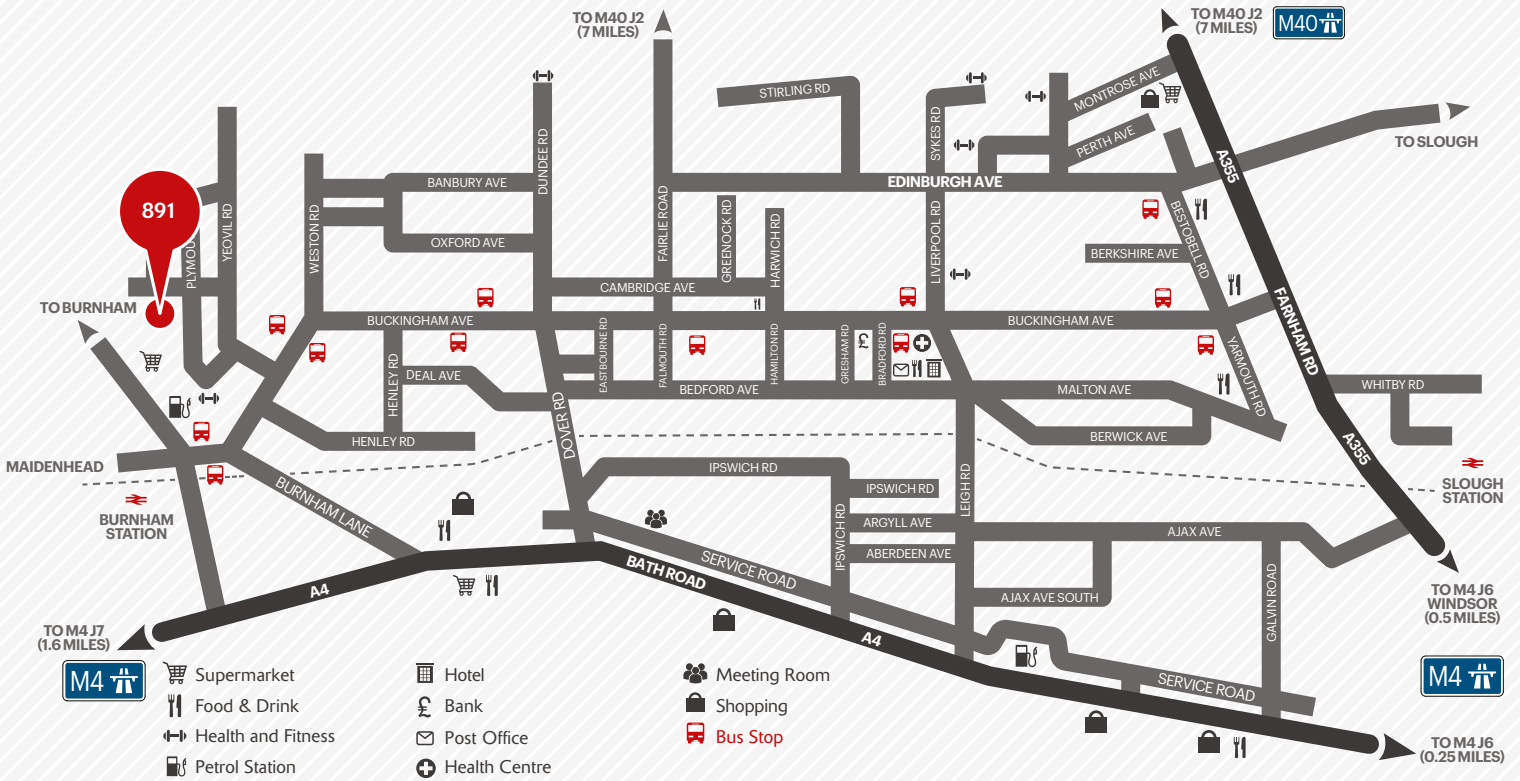 TO M40 J2
(7 MILES)
TO M40 J2
(7 MILES)
M40
STIRLING RD
MONTROSE AVE
SYKES RD
PERTH AVE
A355
TO SLOUGH
DUNDEE RD
BANBURY AVE
EDINBURGH AVE
891
PLYMOU
YEOVIL RD
WESTON RD
OXFORD AVE
FAIRLIE ROAD
GREENOCK RD
HARWICH RD
LIVERPOOL RD
BESTOBELL RD
BERKSHIRE AVE
CAMBRIDGE AVE
TO BURNHAM
BUCKINGHAM AVE
BUCKINGHAM AVE
FARNHAM RD
HENLEY RD
DEAL AVE
EASTBOURNE RD
FALMOUTH RD
HAMILTON RD
GRESHAM RD
BRADFORD RD
YARMOUTH RD
BEDFORD AVE
MALTON AVE
WHITBY RD
DOVER RD
HENLEY RD
BERWICK AVE
A355
MAIDENHEAD
BURNHAM
STATION
BURNHAM LANE
IPSWICH RD
IPSWICH RD
LEIGH RD
SLOUGH
STATION
IPSWICH RD
ARGYLL AVE
AJAX AVE
ABERDEEN AVE
SERVICE ROAD
BATH ROAD
A4
AJAX AVE SOUTH
GALVIN ROAD
TO M4 J6
WINDSOR
(0.5 MILES)
TO M4 J7
(1.6 MILES)
M4
A4
SERVICE ROAD
M4
TO M4 J6
(0.25 MILES)
Supermarket
Food & Drink
Health and Fitness
Petrol Station
Hotel
£ Bank
Post Office
Health Centre
Meeting Room
Shopping
Bus Stop